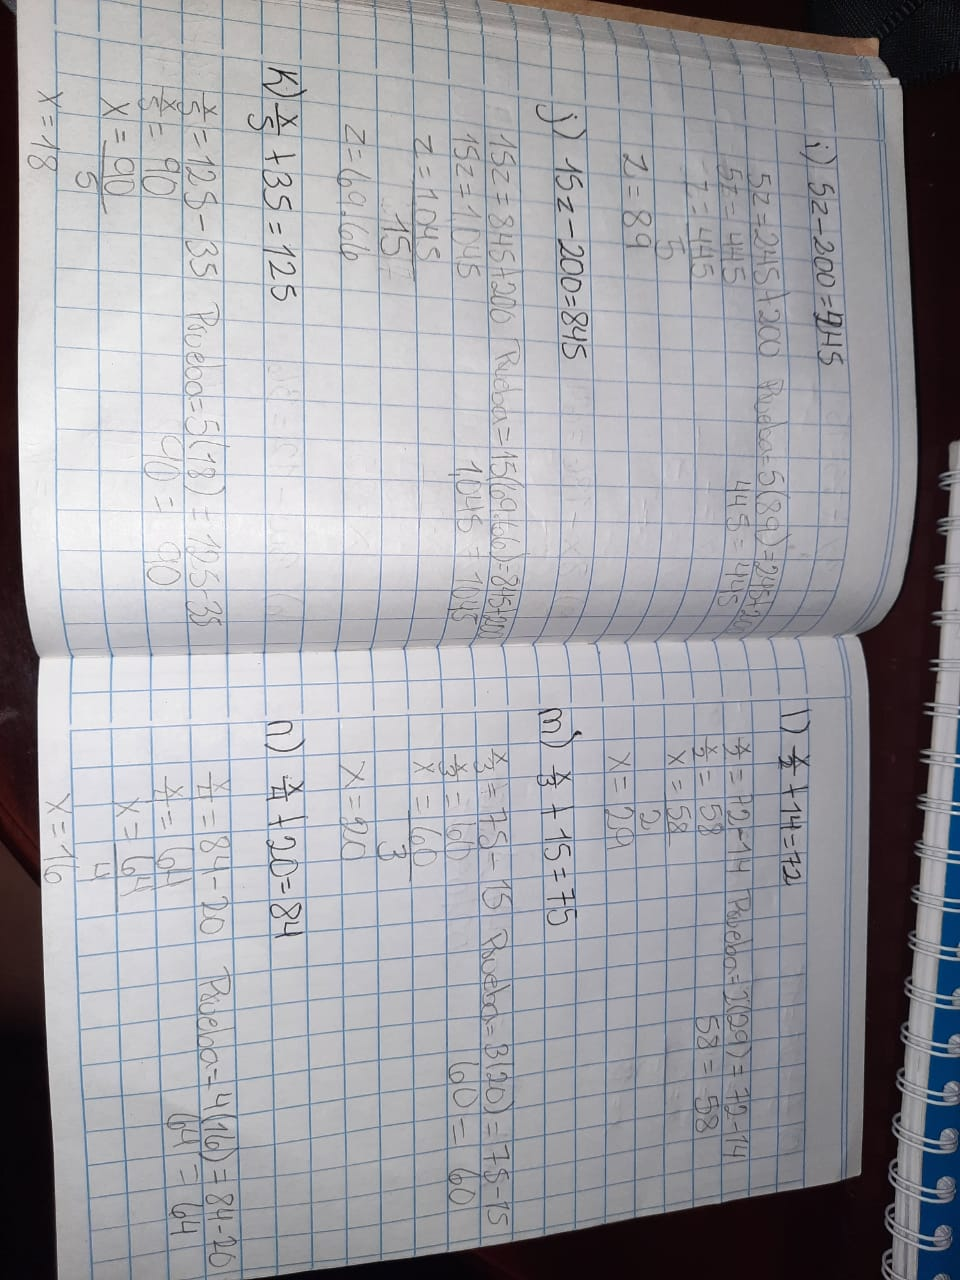 i) 5z-200=245
5z=245+200 Prueba=5(89)=245+200
5z=445 445=445
z=445
5
z=89
j) 15z-200=845
15z=845+200 Prueba=15(69.66)=845+200
15z=1,045 1,045=1,045
z=1,045
15
z=69.66
K) x/5 +35=125
x/5=125-35 Prueba=5(18)=125-35
x/5=90 90=90
x=90
5
x=18
l) x/2+14=72
x/2=72-14 Prueba=2(29)=72-14
x/2=58 58=58
x=58
2
x=29
m) x/3+15=75
x/3=75-15 Prueba=3(20)=75-15
x/3=60 60=60
x=60
3
x=20
n) x/4+20=84
x/4=84-20 Prueba=4(16)=84-20
x/4=64 64=64
x=64
4
x=16